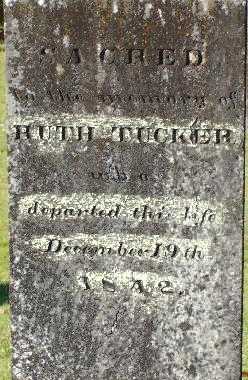 SACRED
to the memory of
RUTH TUCKER
who
departed this life
December 19th
1842.